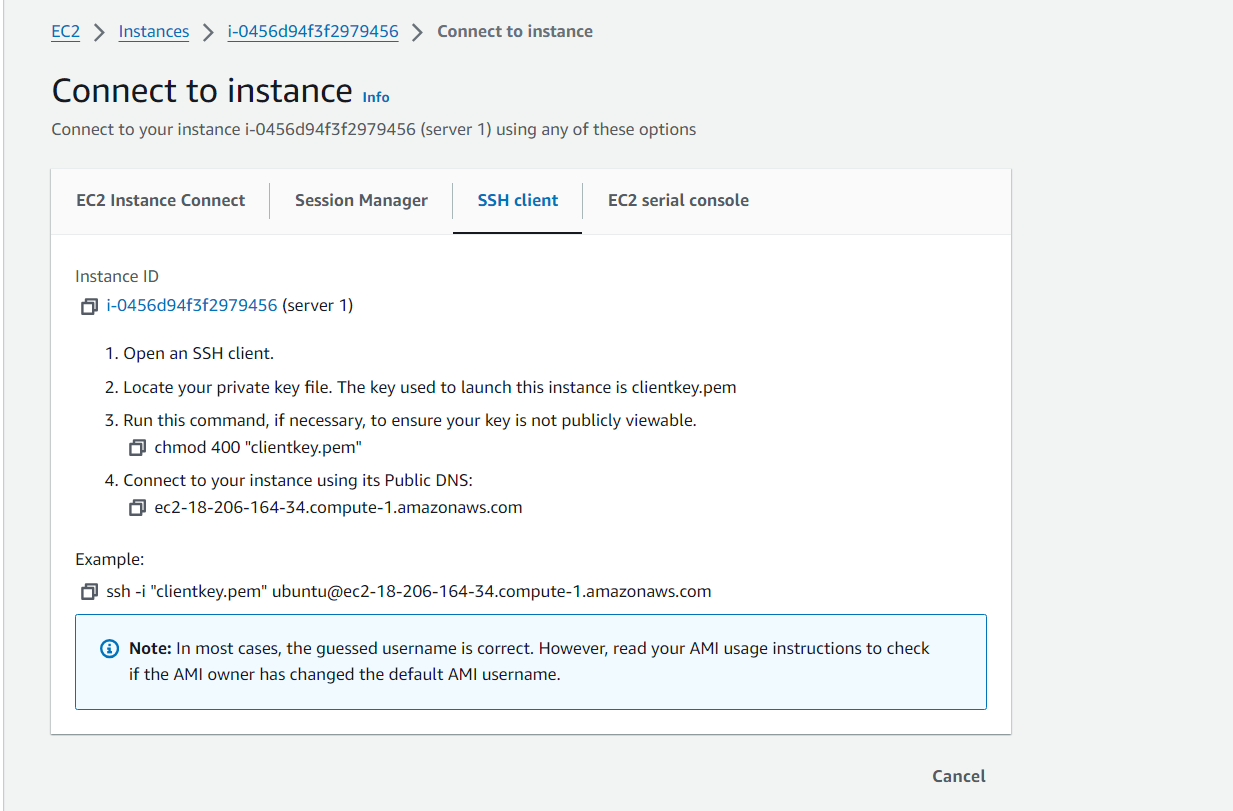 EC2 > Instances > i-0456d94f3f2979456 > Connect to instance
Connect to instance Info
Connect to your instance i-0456d94f3f2979456 (server 1) using any of these options
EC2 Instance Connect Session Manager SSH client EC2 serial console
Instance ID
i-0456d94f3f2979456 (server 1)
1. Open an SSH client.
2. Locate your private key file. The key used to launch this instance is clientkey.pem
3. Run this command, if necessary, to ensure your key is not publicly viewable.
chmod 400 "clientkey.pem"
4. Connect to your instance using its Public DNS:
ec2-18-206-164-34.compute-1.amazonaws.com
Example:
ssh -i "clientkey.pem" ubuntu@ec2-18-206-164-34.compute-1.amazonaws.com
Note: In most cases, the guessed username is correct. However, read your AMI usage instructions to check
if the AMI owner has changed the default AMI username.
Cancel